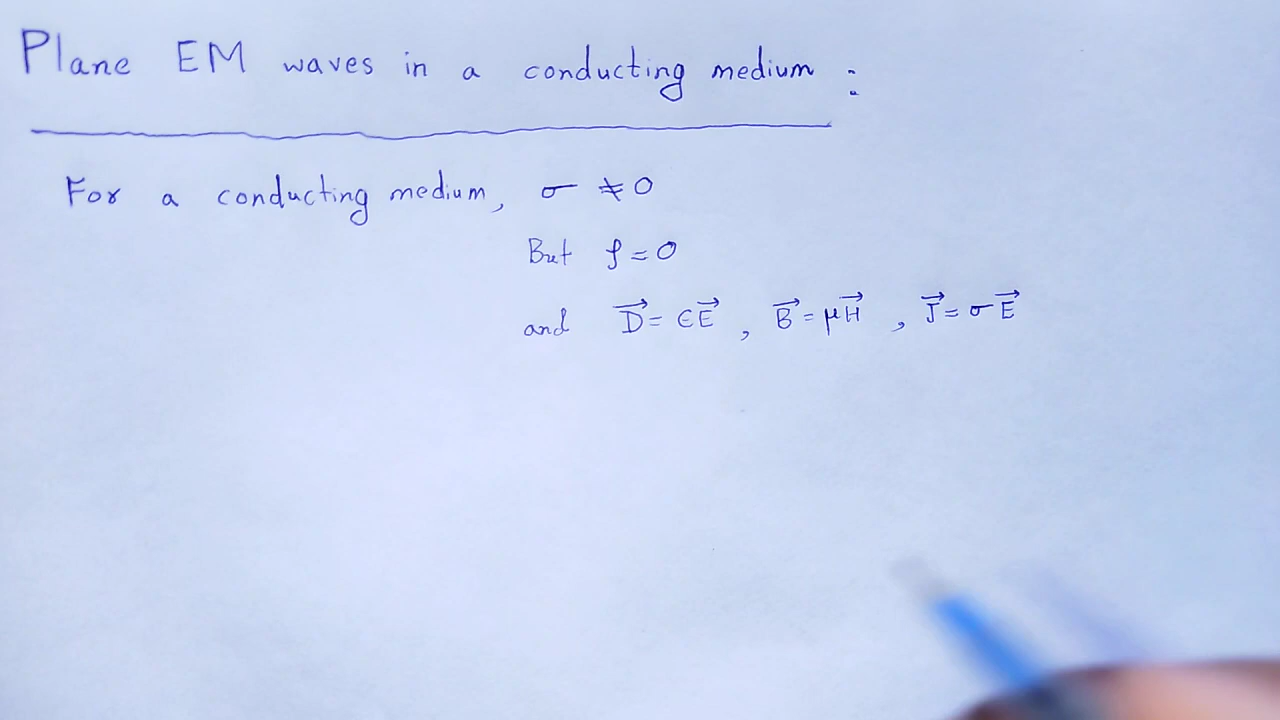 Plane EM waves in a conducting medium :
For a conducting medium, σ ≠ 0
But ρ = 0
and D⃗ = ϵE⃗ , B⃗ = μH⃗ , J⃗ = σE⃗